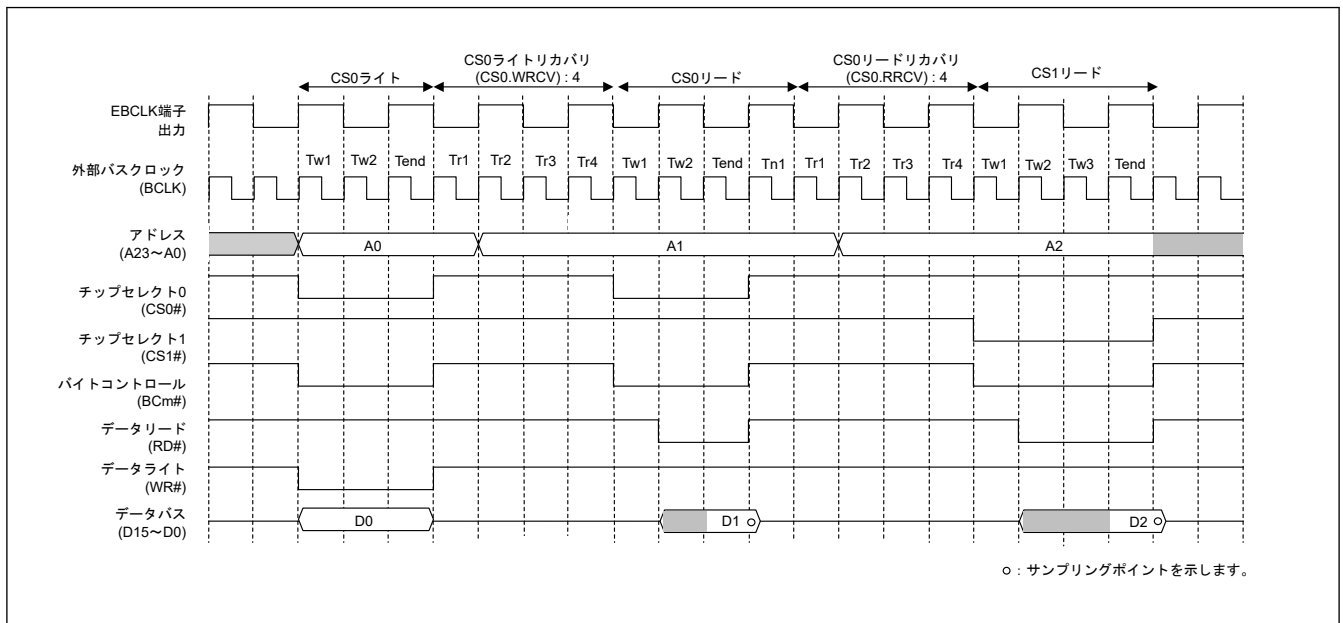 CS0ライト
CS0ライトリカバリ
(CS0.WRCV) : 4
CS0リード
CS0リードリカバリ
(CS0.RRCV) : 4
CS1リード
EBCLK端子
出力
外部バスクロック
(BCLK)
Tw1 Tw2 Tend Tr1 Tr2 Tr3 Tr4 Tw1 Tw2 Tend Tn1 Tr1 Tr2 Tr3 Tr4 Tw1 Tw2 Tw3 Tend
アドレス
(A23～A0)
A0 A1 A2
チップセレクト0
(CS0#)
チップセレクト1
(CS1#)
バイトコントロール
(BCm#)
データリード
(RD#)
データライト
(WR#)
データバス
(D15～D0)
D0 D1 D2
○：サンプリングポイントを示します。